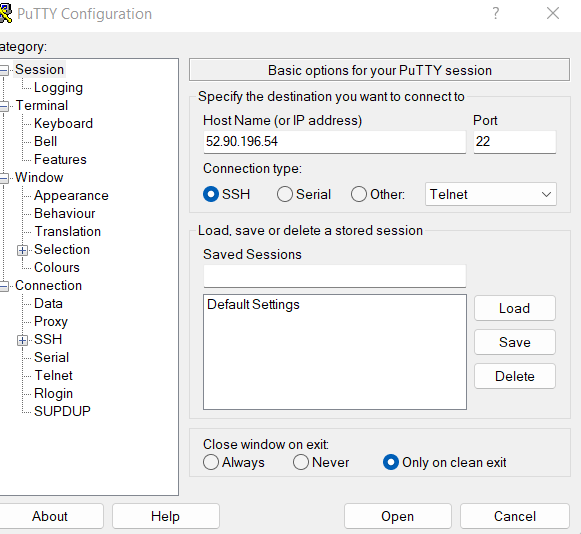 PuTTY Configuration
ategory:
Session
Logging
Terminal
Keyboard
Bell
Features
Window
Appearance
Behaviour
Translation
Selection
Colours
Connection
Data
Proxy
SSH
Serial
Telnet
Rlogin
SUPDUP
Basic options for your PuTTY session
Specify the destination you want to connect to
Host Name (or IP address) Port
52.90.196.54 22
Connection type:
SSH Serial Other: Telnet
Load, save or delete a stored session
Saved Sessions
Default Settings
Load
Save
Delete
Close window on exit:
Always Never Only on clean exit
About Help Open Cancel